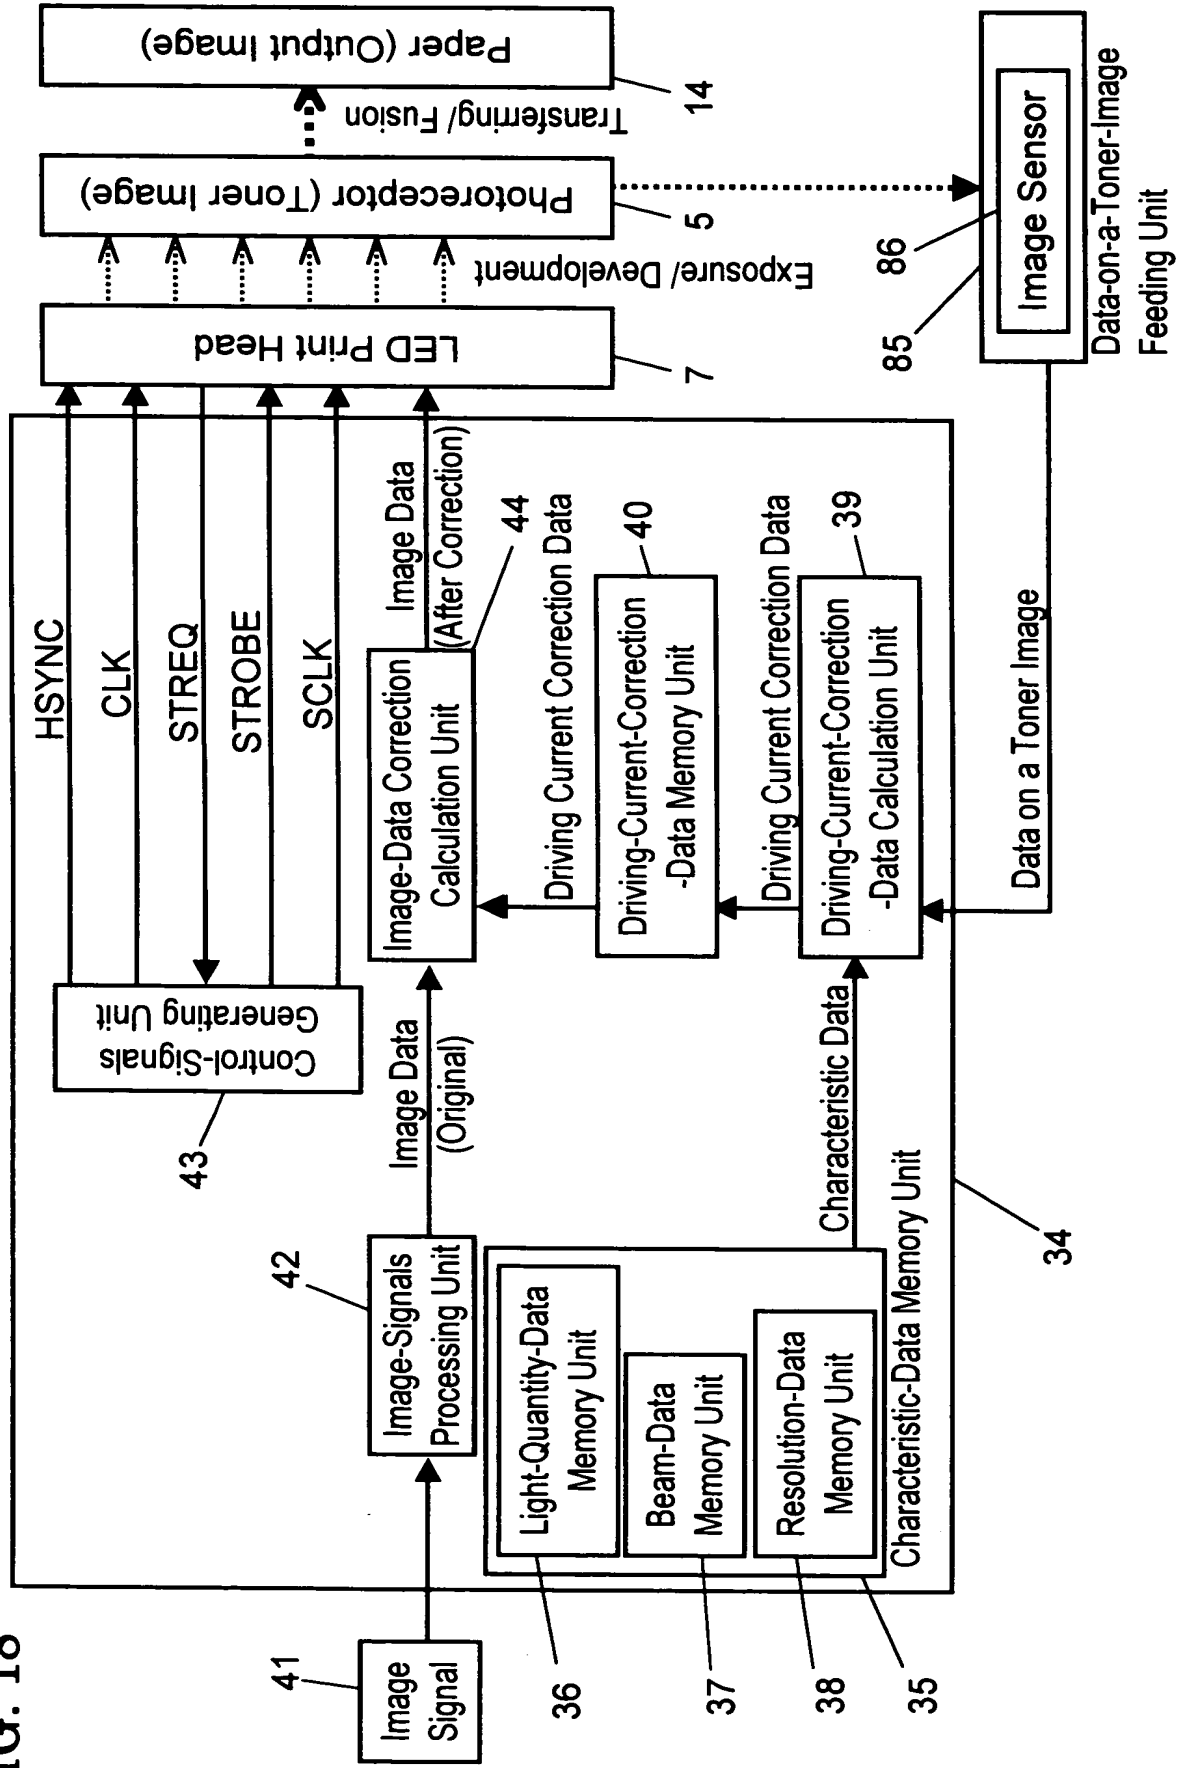 FIG. 18
41
Image
Signal
42
Image-Signals
Processing Unit
Image Data
(Original)
43
Control-Signals
Generating Unit
HSYNC
CLK
STREQ
STROBE
SCLK
Image-Data Correction
Calculation Unit
44
Image Data
(After Correction)
LED Print Head
7
Exposure/ Development
Photoreceptor (Toner Image)
5
Transferring/ Fusion
Paper (Output Image)
14
Driving Current Correction Data
Driving-Current-Correction
-Data Memory Unit
40
Driving Current Correction Data
Driving-Current-Correction
-Data Calculation Unit
39
Characteristic Data
Light-Quantity-Data
Memory Unit
36
Beam-Data
Memory Unit
37
Resolution-Data
Memory Unit
38
35
Characteristic-Data Memory Unit
34
Data on a Toner Image
85
86
Image Sensor
Data-on-a-Toner-Image
Feeding Unit